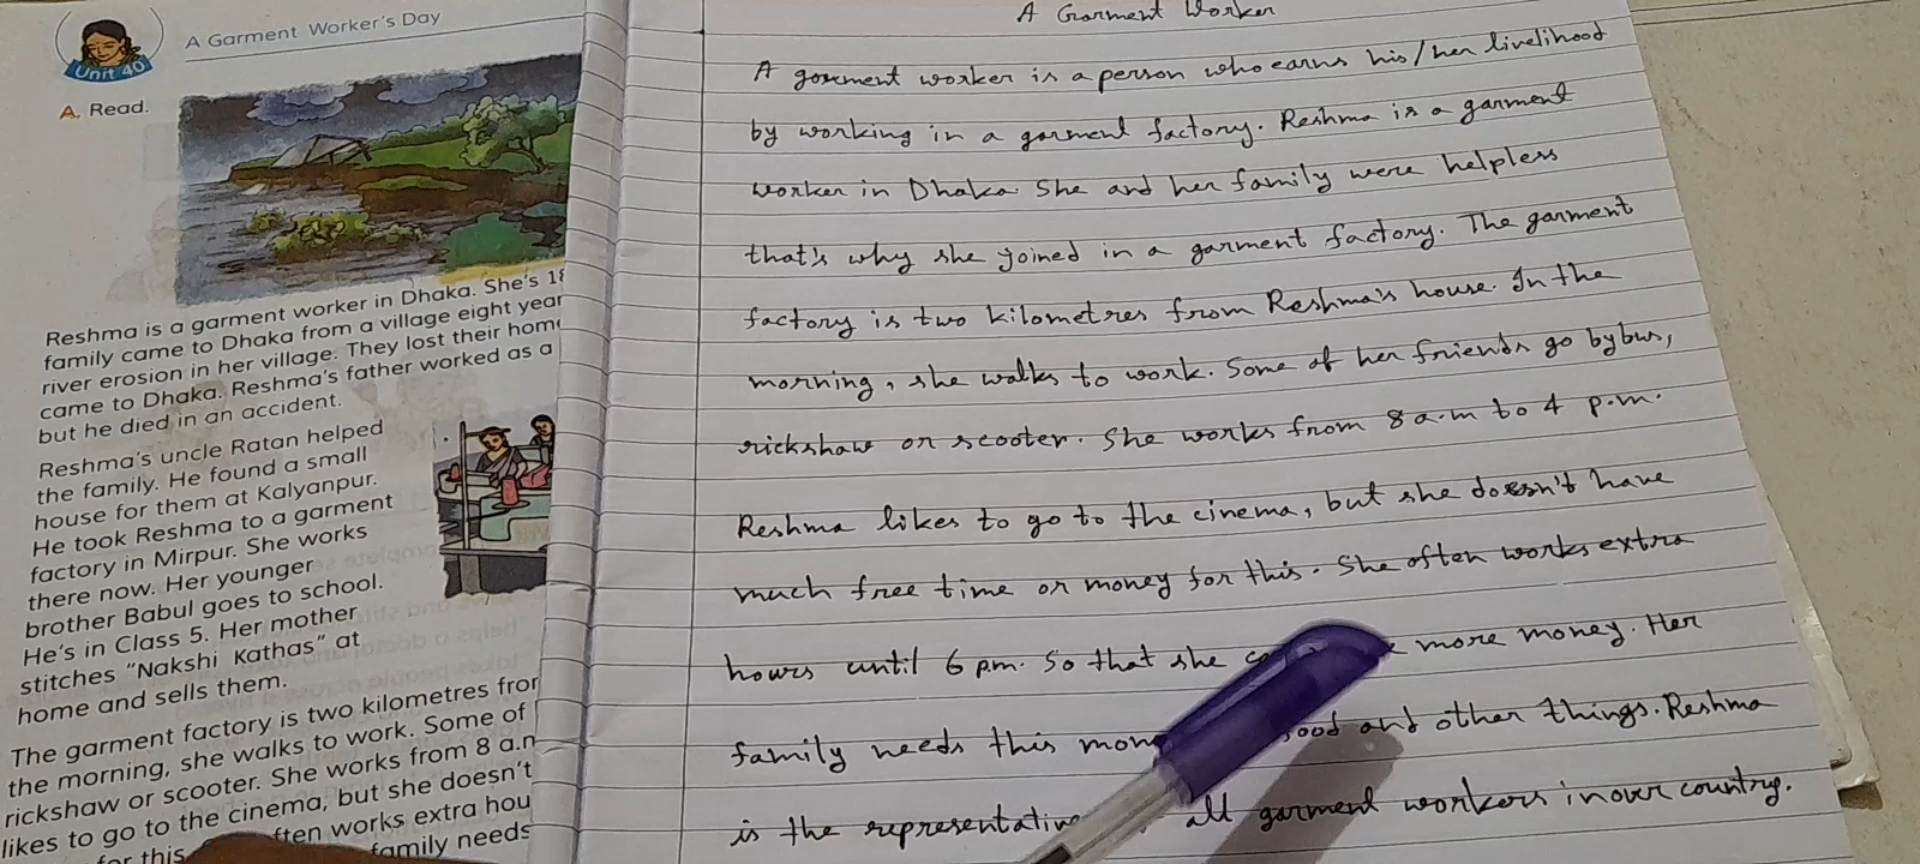 A Garment Worker's Day
Unit 40
A. Read.
Reshma is a garment worker in Dhaka. She's 18
family came to Dhaka from a village eight year
river erosion in her village. They lost their home
came to Dhaka. Reshma's father worked as a
but he died in an accident.
Reshma's uncle Ratan helped
the family. He found a small
house for them at Kalyanpur.
He took Reshma to a garment
factory in Mirpur. She works
there now. Her younger
brother Babul goes to school.
He's in Class 5. Her mother
stitches "Nakshi Kathas" at
home and sells them.
The garment factory is two kilometres from
the morning, she walks to work. Some of
rickshaw or scooter. She works from 8 a.m
likes to go to the cinema, but she doesn't
for this often works extra hou
family needs
A Garment Worker
A garment worker is a person who earns his/her livelihood
by working in a garment factory. Reshma is a garment
worker in Dhaka. She and her family were helpless
that's why she joined in a garment factory. The garment
factory is two kilometres from Reshma's house. In the
morning, she walks to work. Some of her friends go by bus,
rickshaw or scooter. She works from 8 a.m to 4 p.m.
Reshma likes to go to the cinema, but she doesn't have
much free time or money for this. She often works extra
hours until 6 pm. So that she more money. Her
family needs this food and other things. Reshma
is the representative all garment workers in our country.